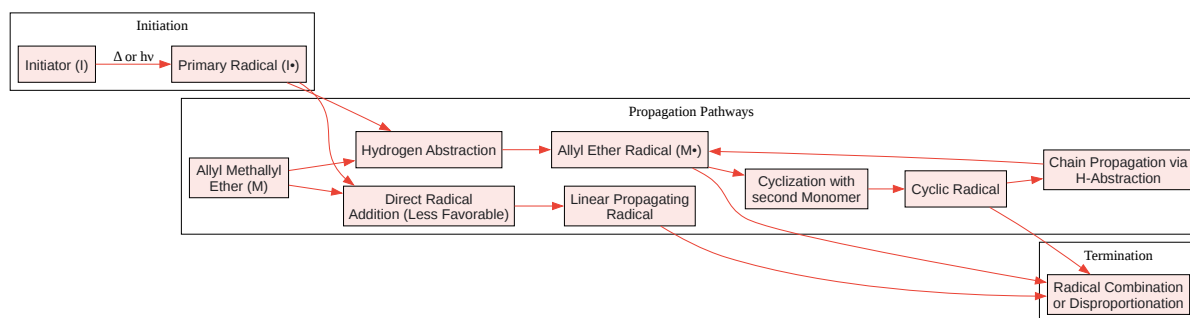 Initiation
Initiator (I)
Δ or hν
Primary Radical (I•)
Propagation Pathways
Allyl Methallyl
Ether (M)
Hydrogen Abstraction
Direct Radical
Addition (Less Favorable)
Allyl Ether Radical (M•)
Linear Propagating
Radical
Cyclization with
second Monomer
Cyclic Radical
Chain Propagation via
H-Abstraction
Termination
Radical Combination
or Disproportionation